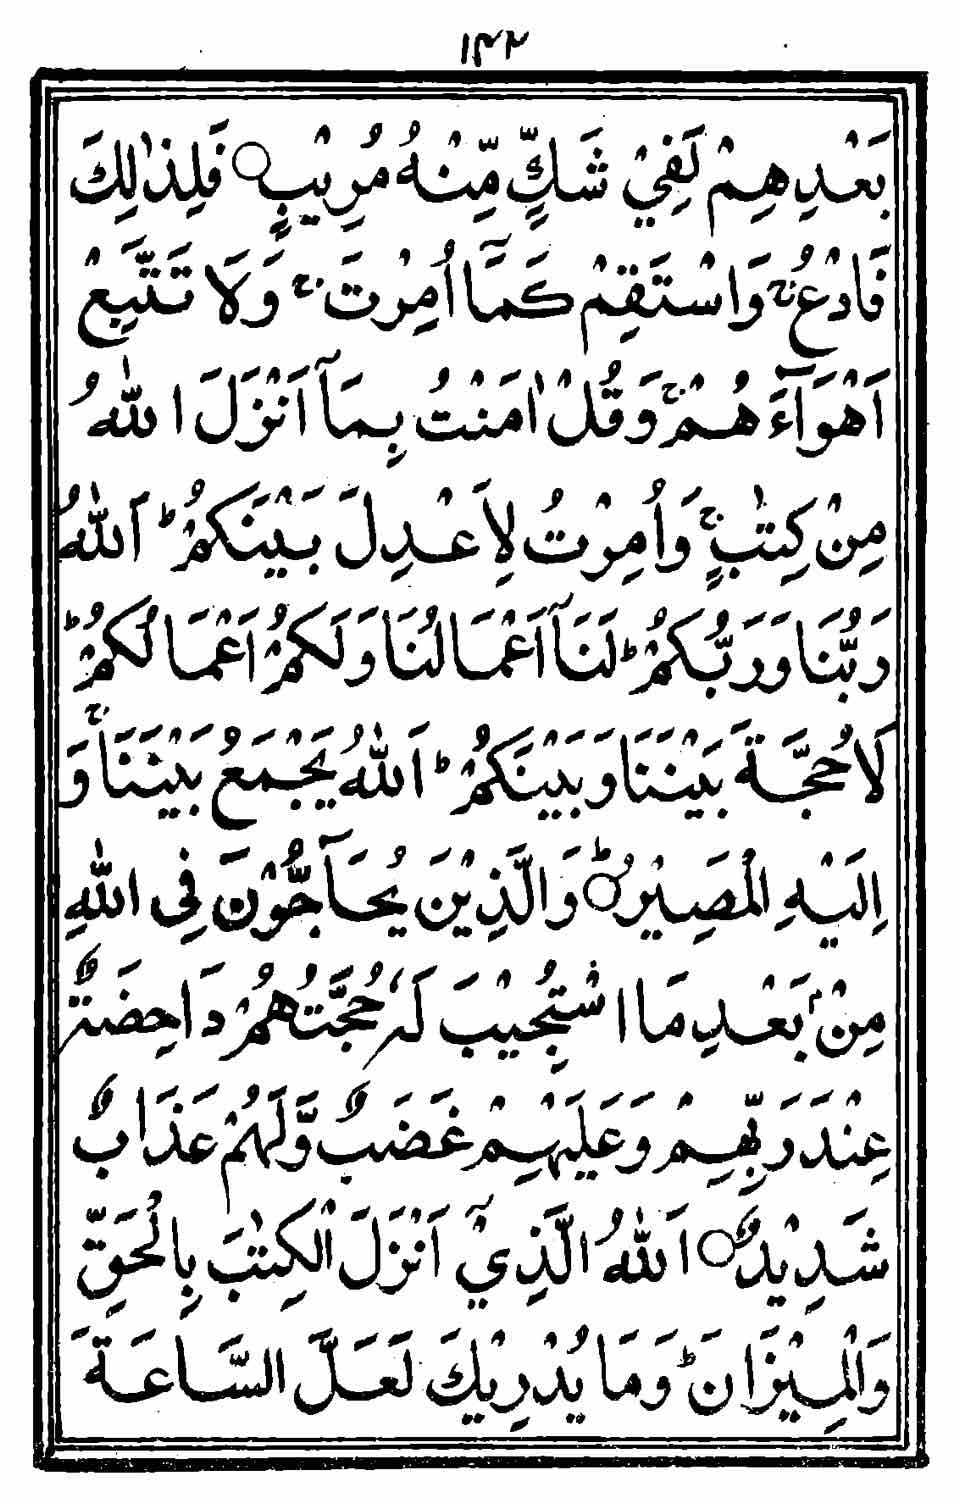 ۱۴۲
بَعْدِهِمْ لَفِيْ شَكٍّ مِّنْهُ مُرِيْبٍ ○ فَلِذٰلِكَ
فَادْعُ ۚ وَاسْتَقِمْ كَمَآ اُمِرْتَ ۚ وَلَا تَتَّبِعْ
اَهْوَآءَهُمْ ۚ وَقُلْ اٰمَنْتُ بِمَآ اَنْزَلَ اللّٰهُ
مِنْ كِتٰبٍ ۚ وَاُمِرْتُ لِاَعْدِلَ بَيْنَكُمْ ؕ اَللّٰهُ
رَبُّنَا وَرَبُّكُمْ ؕ لَنَآ اَعْمَالُنَا وَلَكُمْ اَعْمَالُكُمْ ؕ
لَا حُجَّةَ بَيْنَنَا وَبَيْنَكُمْ ؕ اَللّٰهُ يَجْمَعُ بَيْنَنَا ۚ وَ
اِلَيْهِ الْمَصِيْرُ ○ؕ وَالَّذِيْنَ يُحَآجُّوْنَ فِى اللّٰهِ
مِنْۢ بَعْدِ مَا اسْتُجِيْبَ لَهٗ حُجَّتُهُمْ دَاحِضَةٌ
عِنْدَ رَبِّهِمْ وَعَلَيْهِمْ غَضَبٌ وَّلَهُمْ عَذَابٌ
شَدِيْدٌ ○ اَللّٰهُ الَّذِيْٓ اَنْزَلَ الْكِتٰبَ بِالْحَقِّ
وَالْمِيْزَانَ ؕ وَمَا يُدْرِيْكَ لَعَلَّ السَّاعَةَ